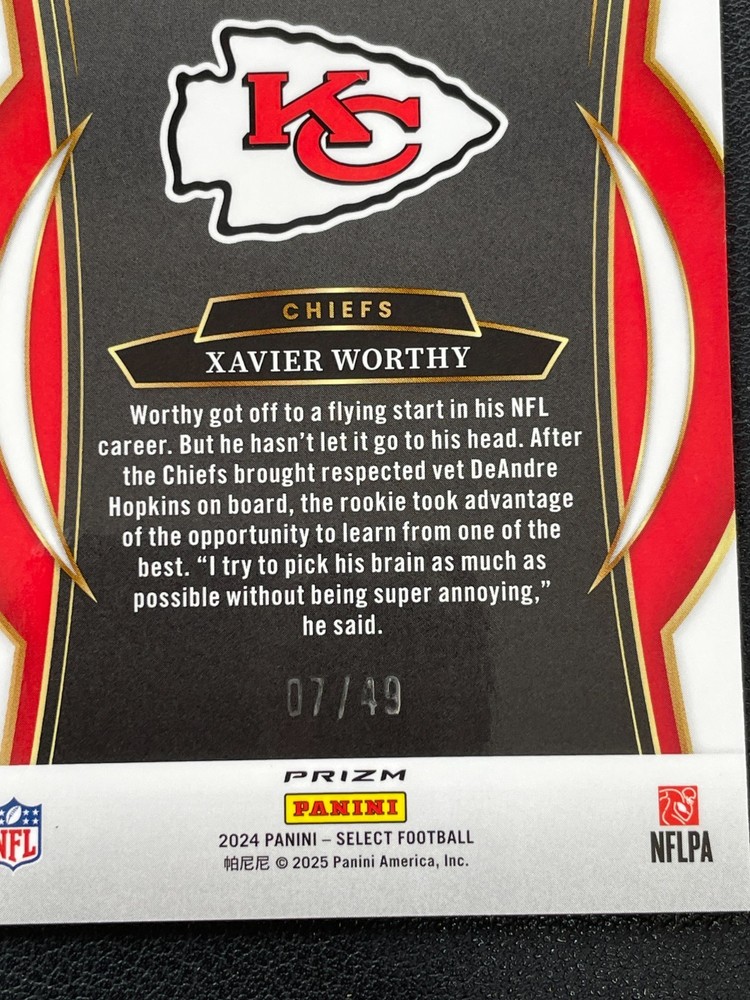 KC
CHIEFS
XAVIER WORTHY
Worthy got off to a flying start in his NFL
career. But he hasn't let it go to his head. After
the Chiefs brought respected vet DeAndre
Hopkins on board, the rookie took advantage
of the opportunity to learn from one of the
best. “I try to pick his brain as much as
possible without being super annoying,”
he said.
07/49
PRIZM
PANINI
2024 PANINI – SELECT FOOTBALL
帕尼尼 © 2025 Panini America, Inc.
NFL
NFLPA